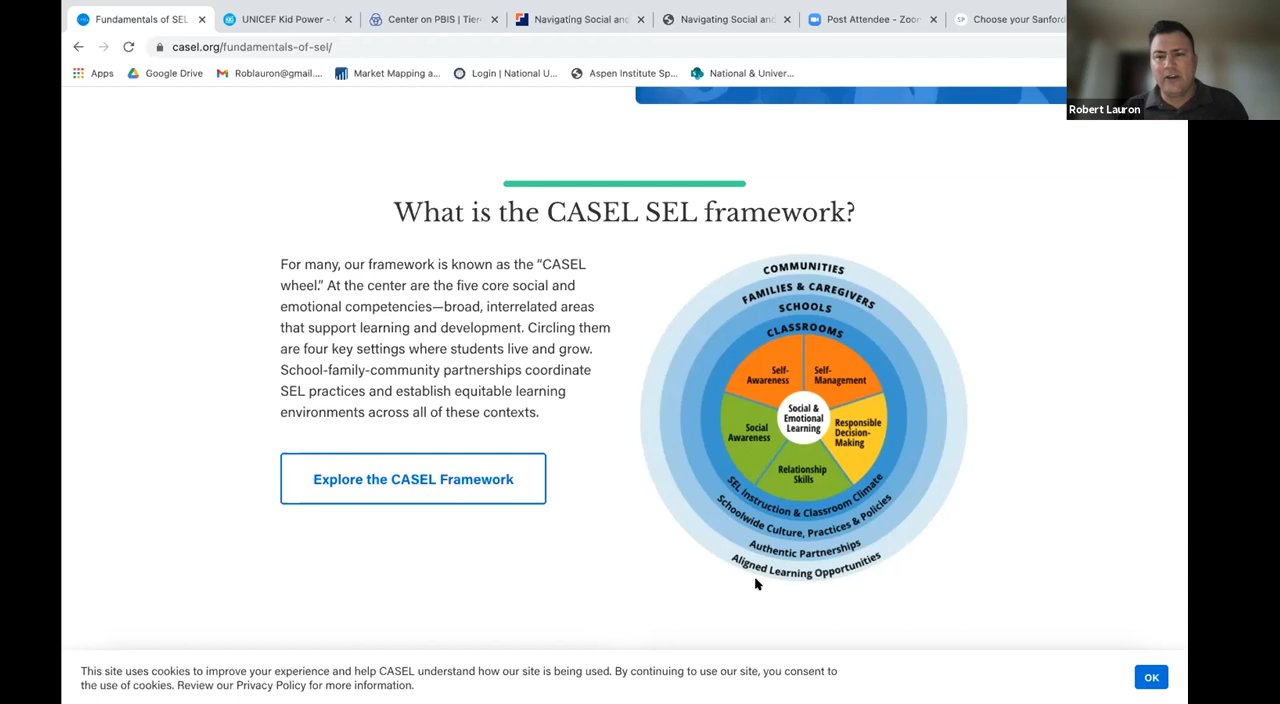 Fundamentals of SEL
UNICEF Kid Power -
Center on PBIS | Tier
Navigating Social and
Navigating Social and
Post Attendee - Zoom
Choose your Sanford
casel.org/fundamentals-of-sel/
Apps
Google Drive
Roblauron@gmail....
Market Mapping a...
Login | National U...
Aspen Institute Sp...
National & Univer...
Robert Lauron
What is the CASEL SEL framework?
For many, our framework is known as the “CASEL
wheel.” At the center are the five core social and
emotional competencies—broad, interrelated areas
that support learning and development. Circling them
are four key settings where students live and grow.
School-family-community partnerships coordinate
SEL practices and establish equitable learning
environments across all of these contexts.
Explore the CASEL Framework
COMMUNITIES
FAMILIES & CAREGIVERS
SCHOOLS
CLASSROOMS
Self-
Awareness
Self-
Management
Social
Awareness
Social &
Emotional
Learning
Responsible
Decision-
Making
Relationship
Skills
SEL Instruction & Classroom Climate
Schoolwide Culture, Practices & Policies
Authentic Partnerships
Aligned Learning Opportunities
This site uses cookies to improve your experience and help CASEL understand how our site is being used. By continuing to use our site, you consent to
the use of cookies. Review our Privacy Policy for more information.
OK